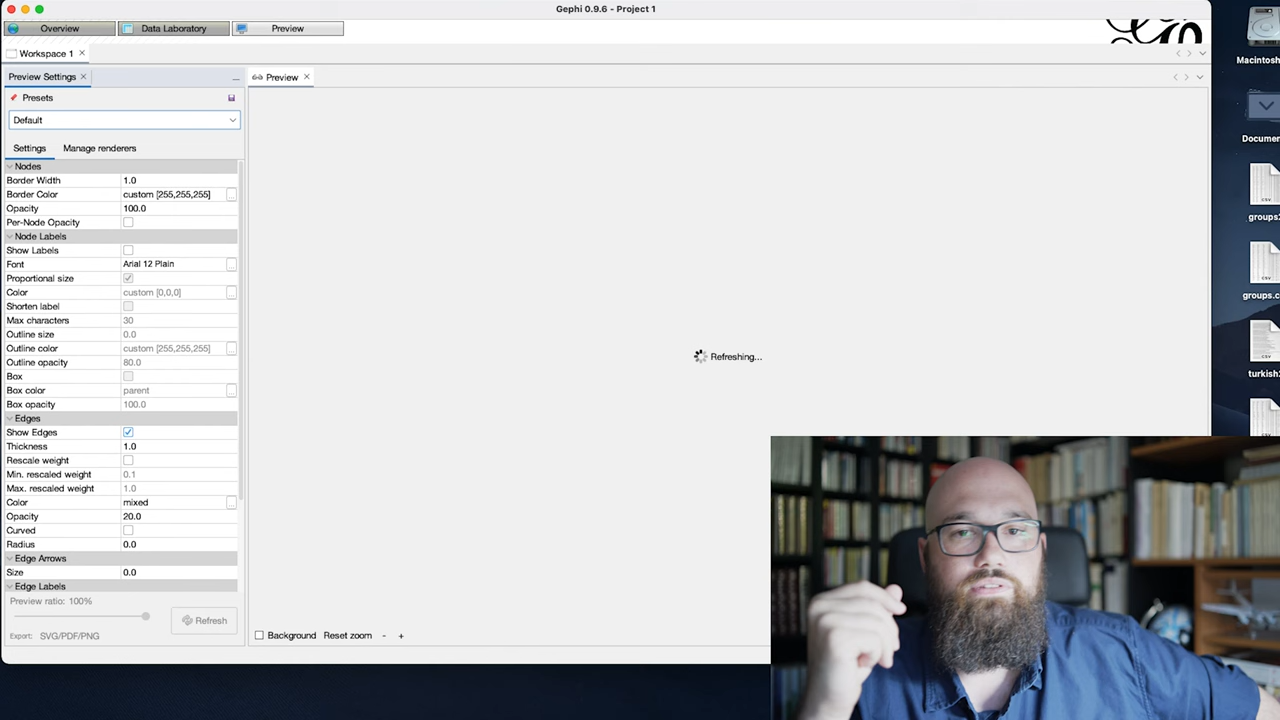 Gephi 0.9.6 - Project 1
Overview
Data Laboratory
Preview
Workspace 1
Preview Settings
Preview
Presets
Default
Settings
Manage renderers
Nodes
Border Width 1.0
Border Color custom [255,255,255]
Opacity 100.0
Per-Node Opacity
Node Labels
Show Labels
Font Arial 12 Plain
Proportional size
Color custom [0,0,0]
Shorten label
Max characters 30
Outline size 0.0
Outline color custom [255,255,255]
Outline opacity 80.0
Box
Box color parent
Box opacity 100.0
Edges
Show Edges
Thickness 1.0
Rescale weight
Min. rescaled weight 0.1
Max. rescaled weight 1.0
Color mixed
Opacity 20.0
Curved
Radius 0.0
Edge Arrows
Size 0.0
Edge Labels
Preview ratio: 100%
Refresh
Export: SVG/PDF/PNG
Refreshing...
Background Reset zoom - +
Macintosh
Documen
CSV
groups2
CSV
groups.c
CSV
turkish2
CSV